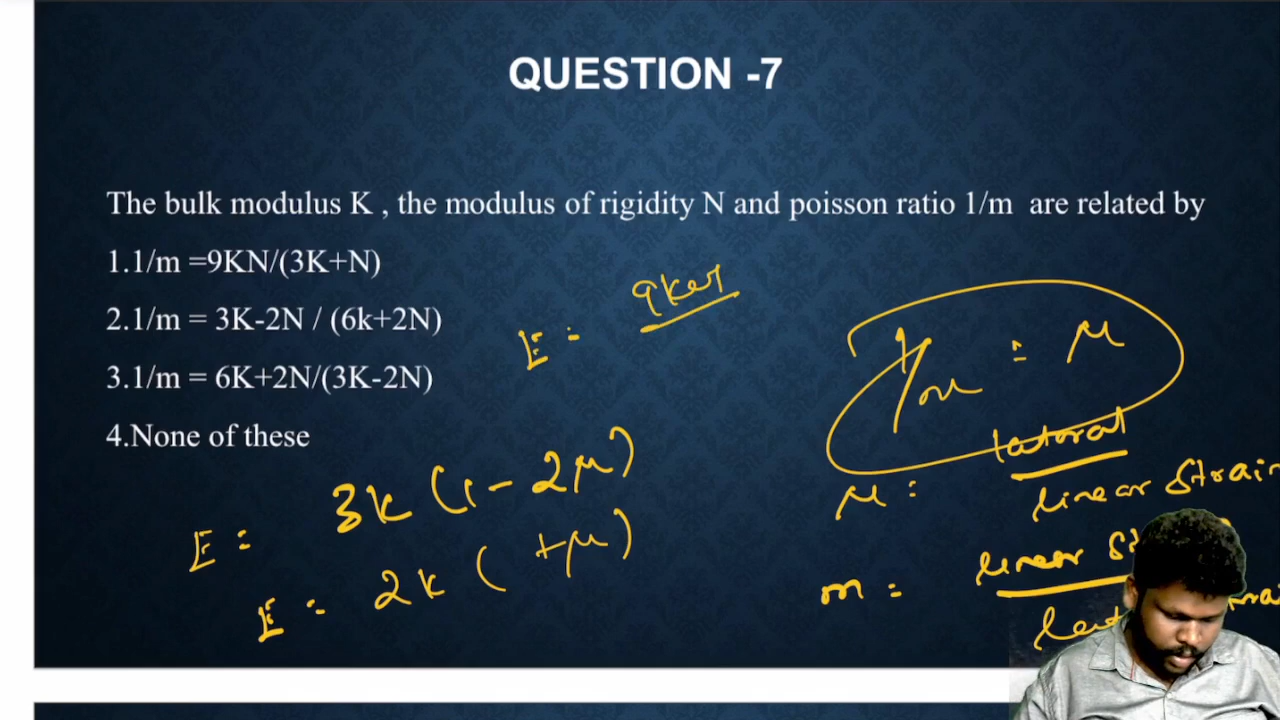 QUESTION -7
The bulk modulus K , the modulus of rigidity N and poisson ratio 1/m are related by
1.1/m =9KN/(3K+N)
2.1/m = 3K-2N / (6k+2N)
3.1/m = 6K+2N/(3K-2N)
4.None of these
E =
1/m = μ
E = 3k (1 - 2μ)
E = 2k ( +μ)
μ = lateral
linear Strain
m = linear